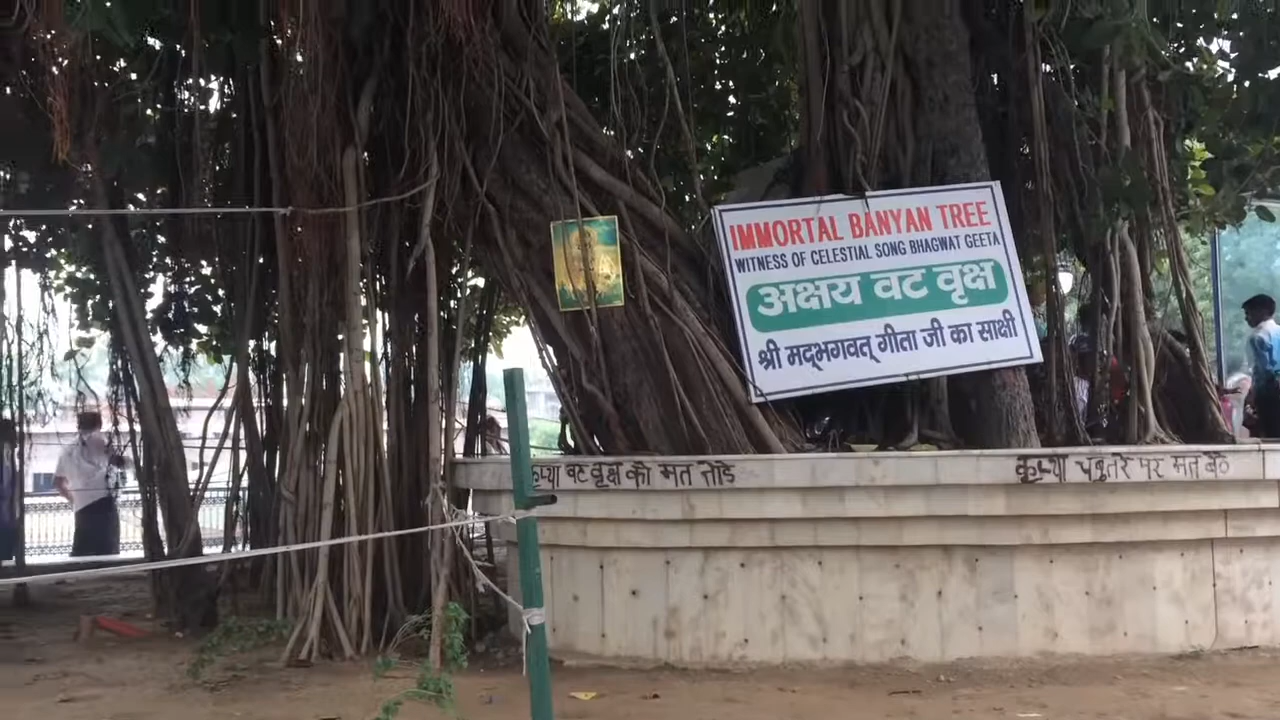 IMMORTAL BANYAN TREE
WITNESS OF CELESTIAL SONG BHAGWAT GEETA
अक्षय वट वृक्ष
श्री मद्भगवत् गीता जी का साक्षी
कृप्या वट वृक्ष को मत तोडे
कृप्या चबुतरे पर मत बैठे